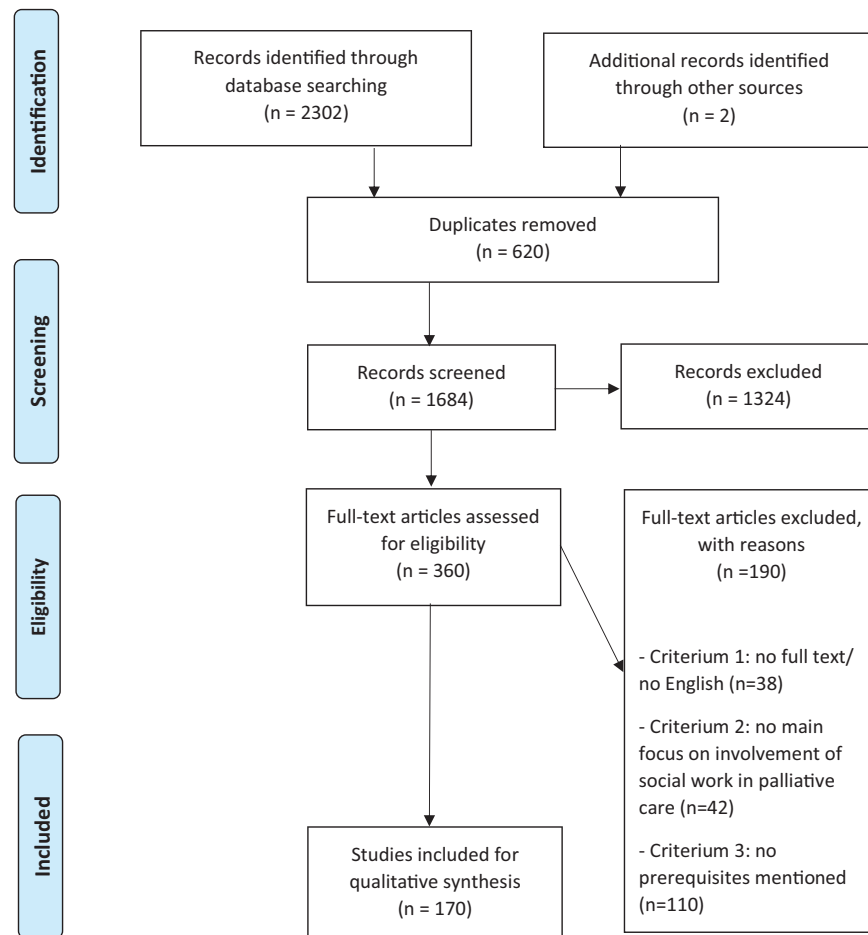 Identification
Records identified through
database searching
(n = 2302)
Additional records identified
through other sources
(n = 2)
Duplicates removed
(n = 620)
Screening
Records screened
(n = 1684)
Records excluded
(n = 1324)
Eligibility
Full-text articles assessed
for eligibility
(n = 360)
Full-text articles excluded,
with reasons
(n =190)
- Criterium 1: no full text/
no English (n=38)
- Criterium 2: no main
focus on involvement of
social work in palliative
care (n=42)
- Criterium 3: no
prerequisites mentioned
(n=110)
Included
Studies included for
qualitative synthesis
(n = 170)